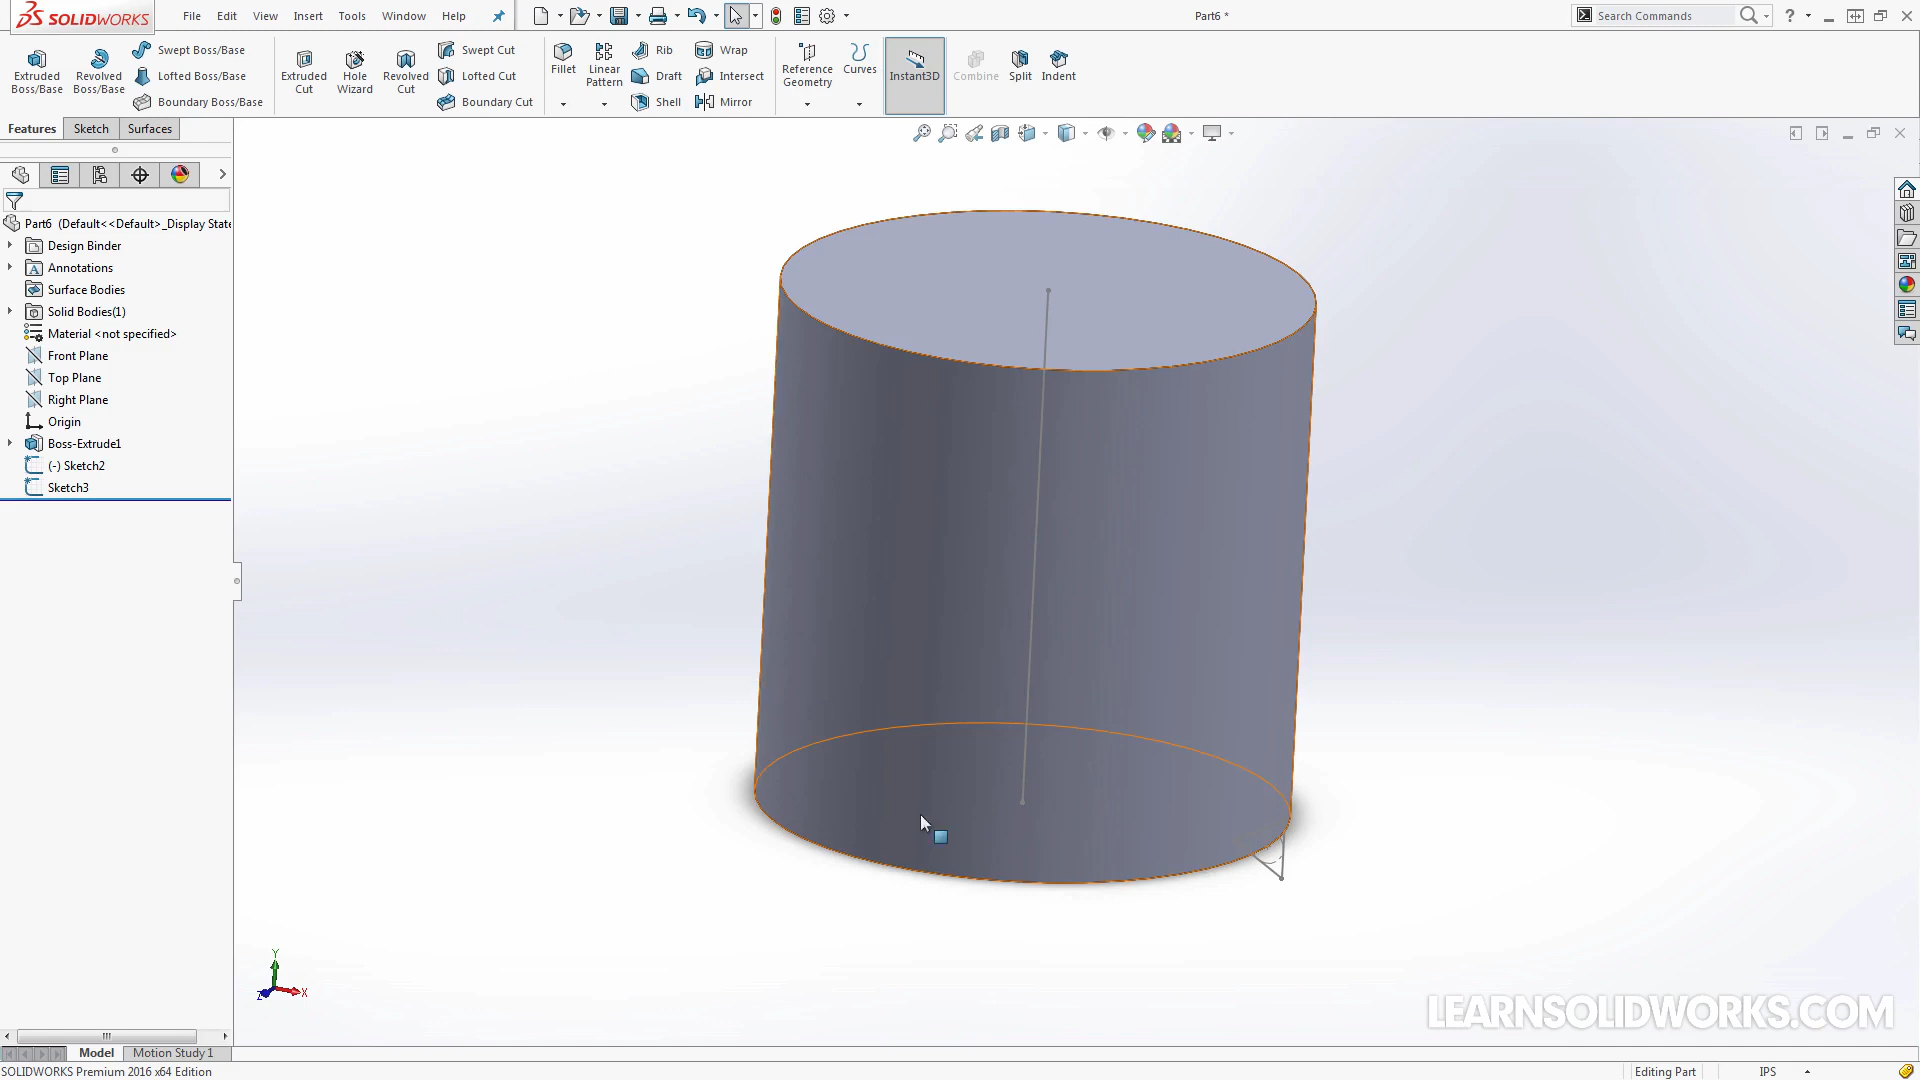 SOLIDWORKS
File Edit View Insert Tools Window Help
Part6 *
Search Commands
Extruded Boss/Base
Revolved Boss/Base
Swept Boss/Base
Lofted Boss/Base
Boundary Boss/Base
Extruded Cut
Hole Wizard
Revolved Cut
Swept Cut
Lofted Cut
Boundary Cut
Fillet
Linear Pattern
Rib
Draft
Shell
Wrap
Intersect
Mirror
Reference Geometry
Curves
Instant3D
Combine
Split
Indent
Features Sketch Surfaces
Part6 (Default<<Default>_Display State
Design Binder
Annotations
Surface Bodies
Solid Bodies(1)
Material <not specified>
Front Plane
Top Plane
Right Plane
Origin
Boss-Extrude1
(-) Sketch2
Sketch3
Y
Z X
LEARNSOLIDWORKS.COM
Model Motion Study 1
SOLIDWORKS Premium 2016 x64 Edition
Editing Part IPS